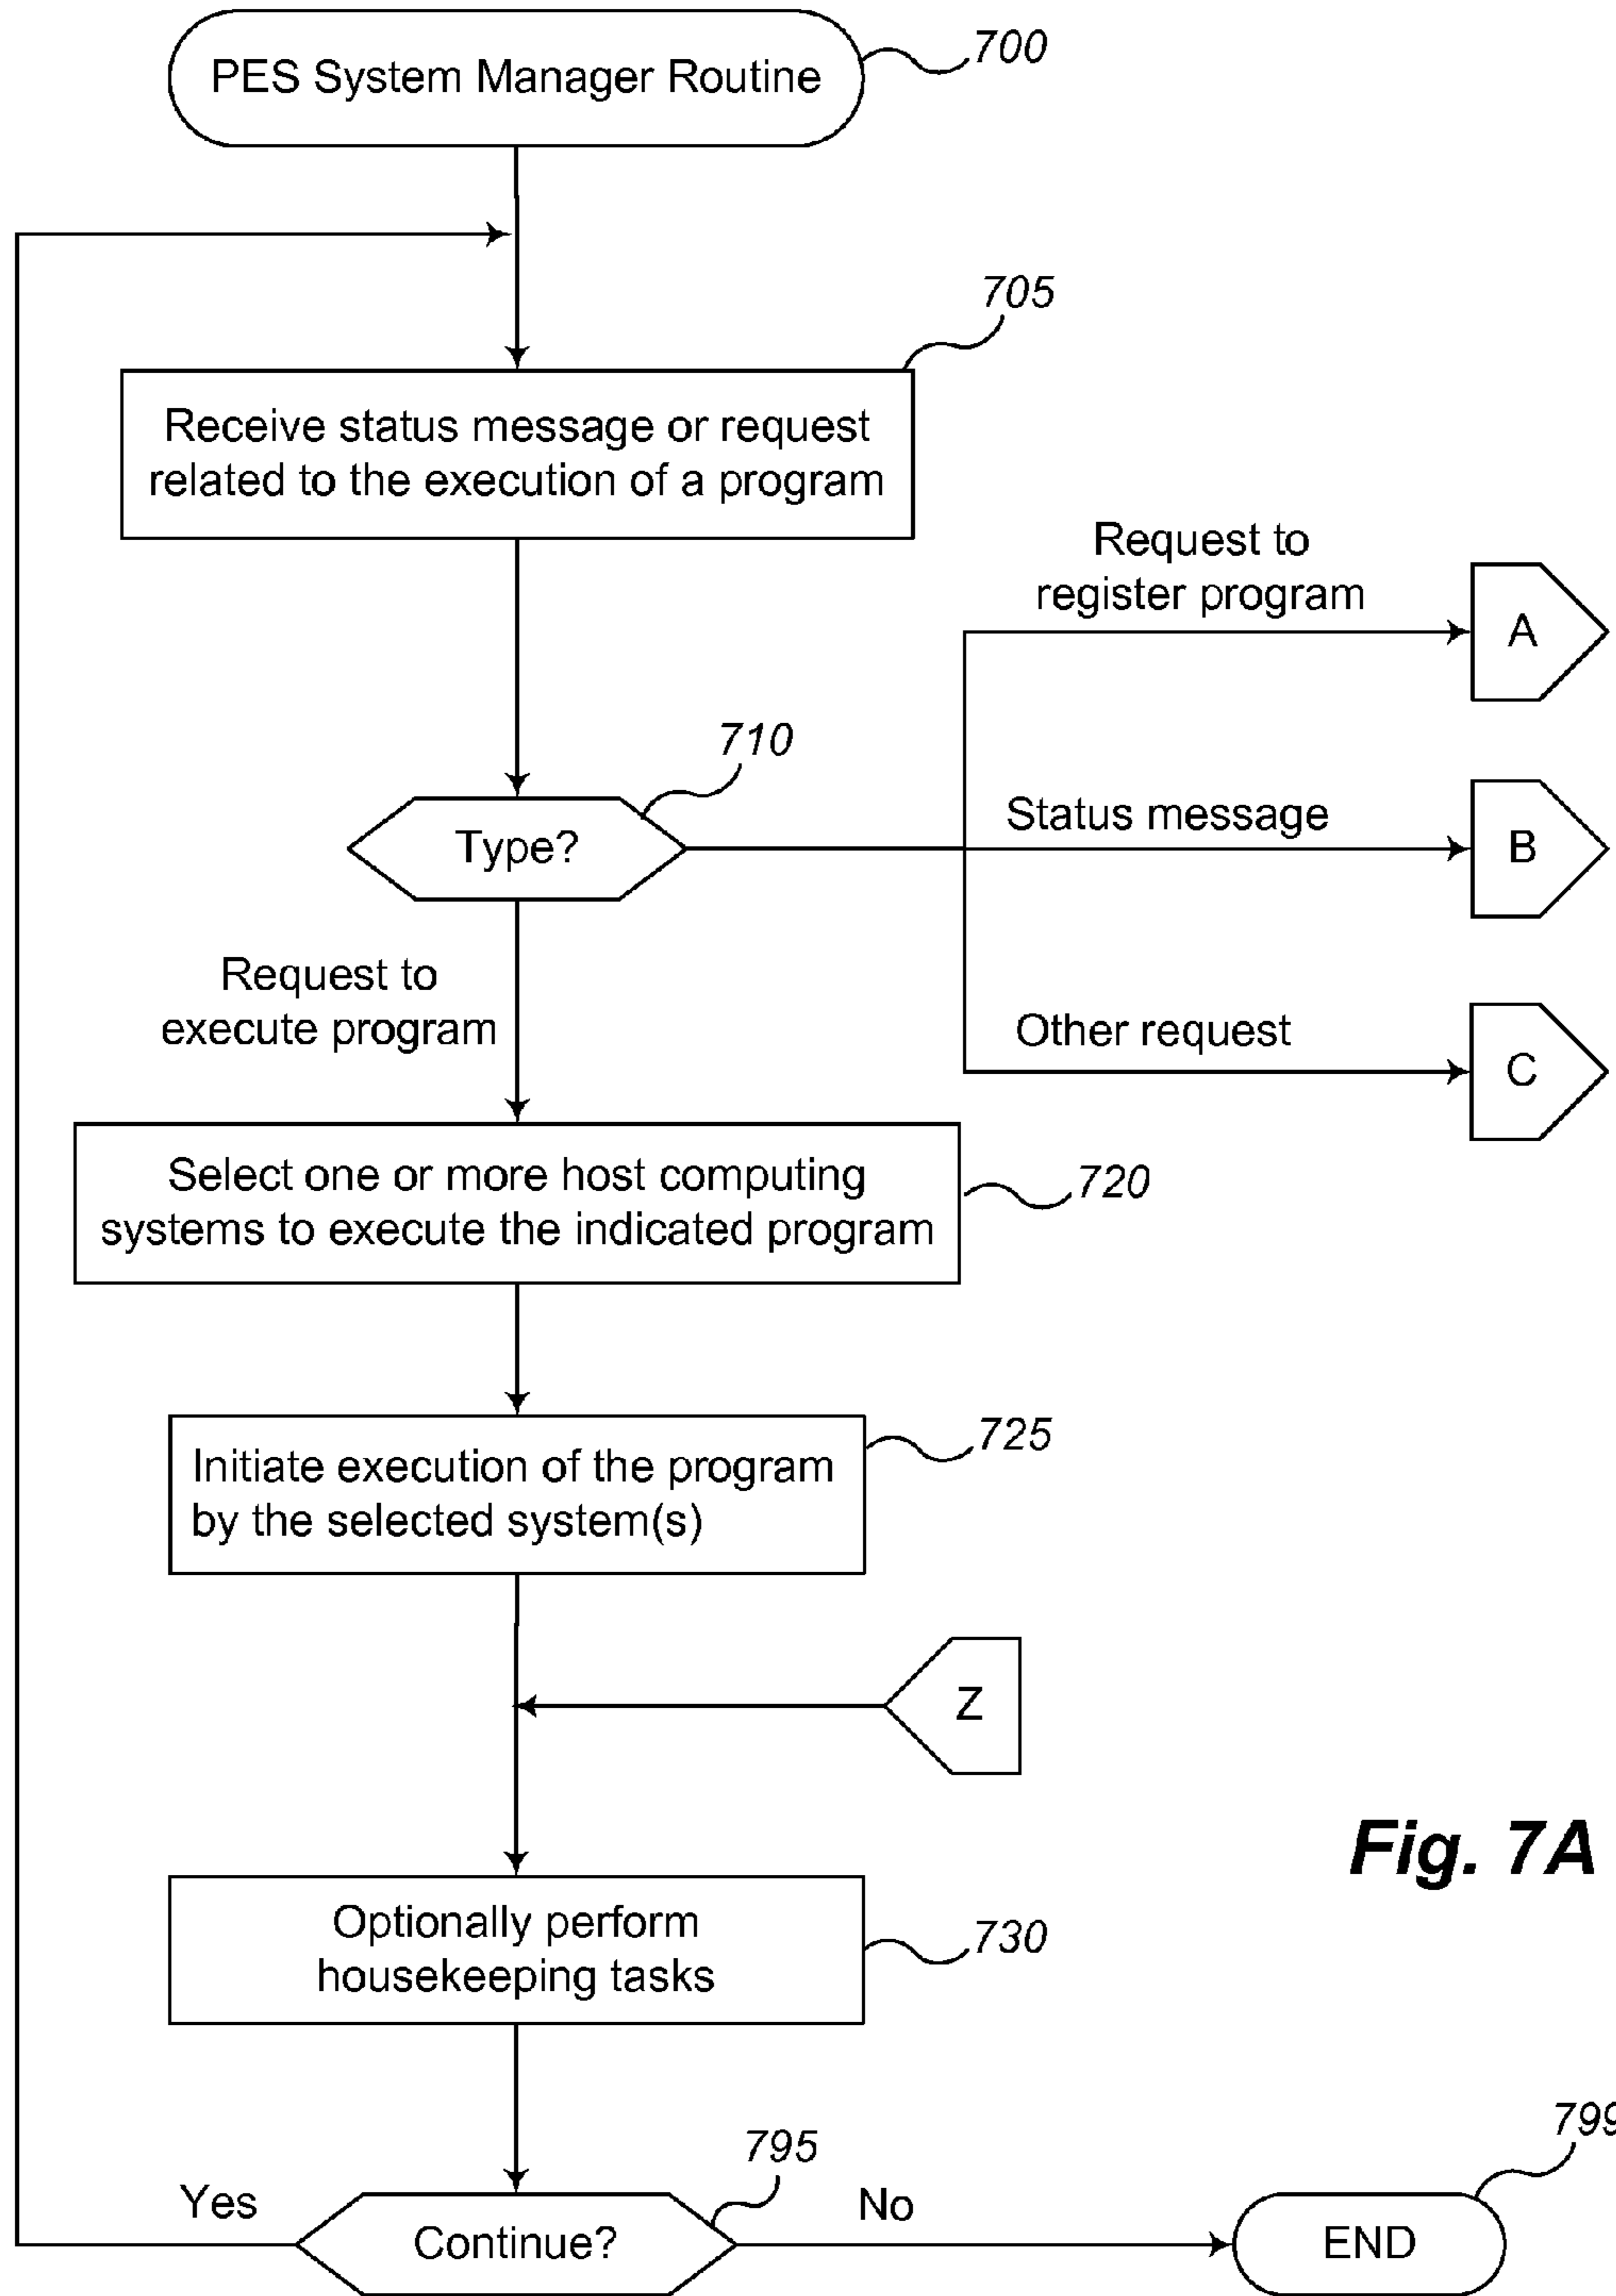 PES System Manager Routine
700
705
Receive status message or request
related to the execution of a program
Request to
register program
A
710
Type?
Status message
B
Request to
execute program
Other request
C
Select one or more host computing
systems to execute the indicated program
720
Initiate execution of the program
by the selected system(s)
725
Z
Fig. 7A
Optionally perform
housekeeping tasks
730
795
799
Yes
Continue?
No
END